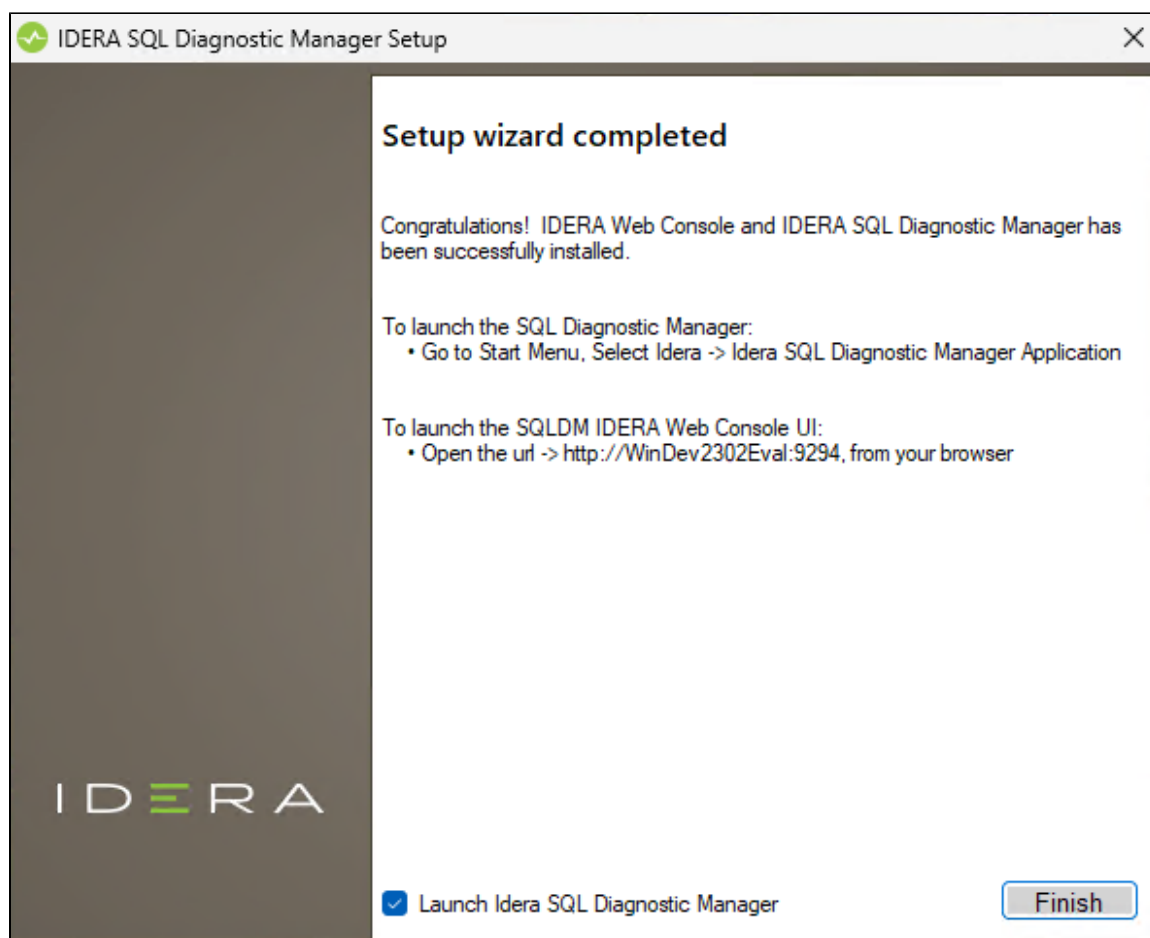 IDERA SQL Diagnostic Manager Setup
Setup wizard completed
Congratulations! IDERA Web Console and IDERA SQL Diagnostic Manager has
been successfully installed.
To launch the SQL Diagnostic Manager:
• Go to Start Menu, Select Idera -> Idera SQL Diagnostic Manager Application
To launch the SQLDM IDERA Web Console UI:
• Open the url -> http://WinDev2302Eval:9294, from your browser
IDERA
Launch Idera SQL Diagnostic Manager
Finish